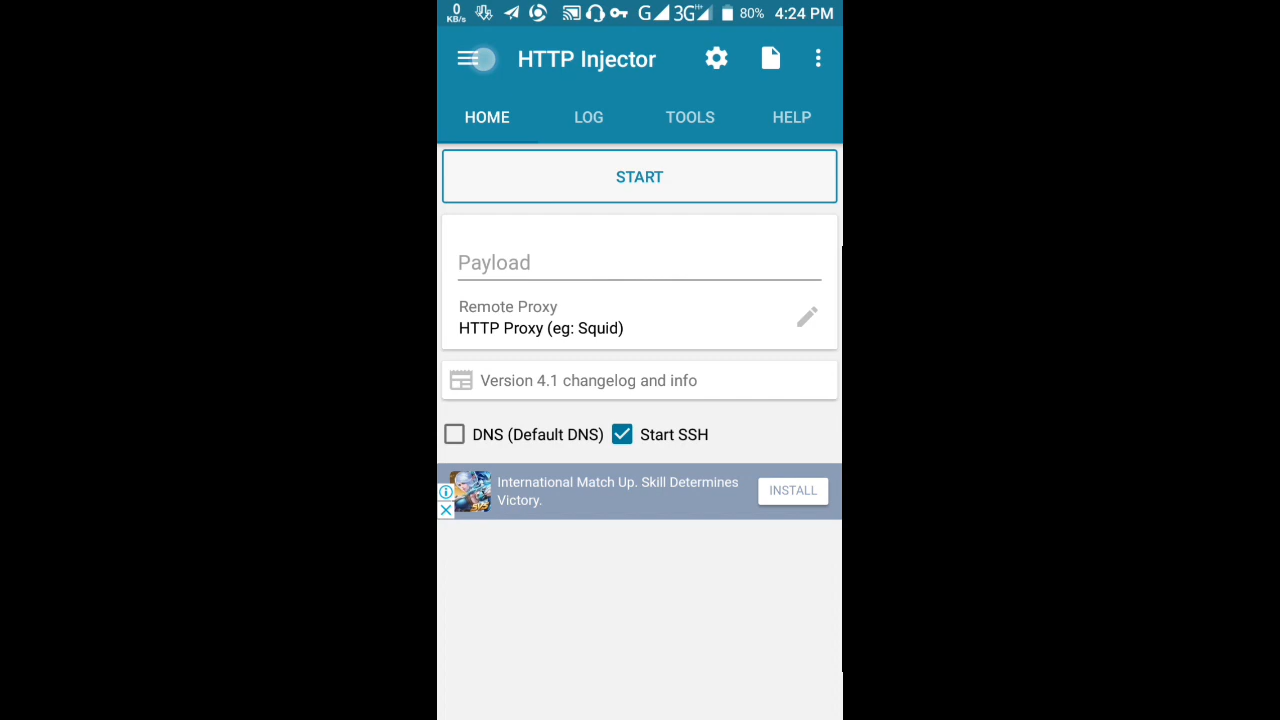 0
KB/s
G 3G H+ 80% 4:24 PM
HTTP Injector
HOME LOG TOOLS HELP
START
Payload
Remote Proxy
HTTP Proxy (eg: Squid)
Version 4.1 changelog and info
DNS (Default DNS) Start SSH
International Match Up. Skill Determines
Victory.
INSTALL